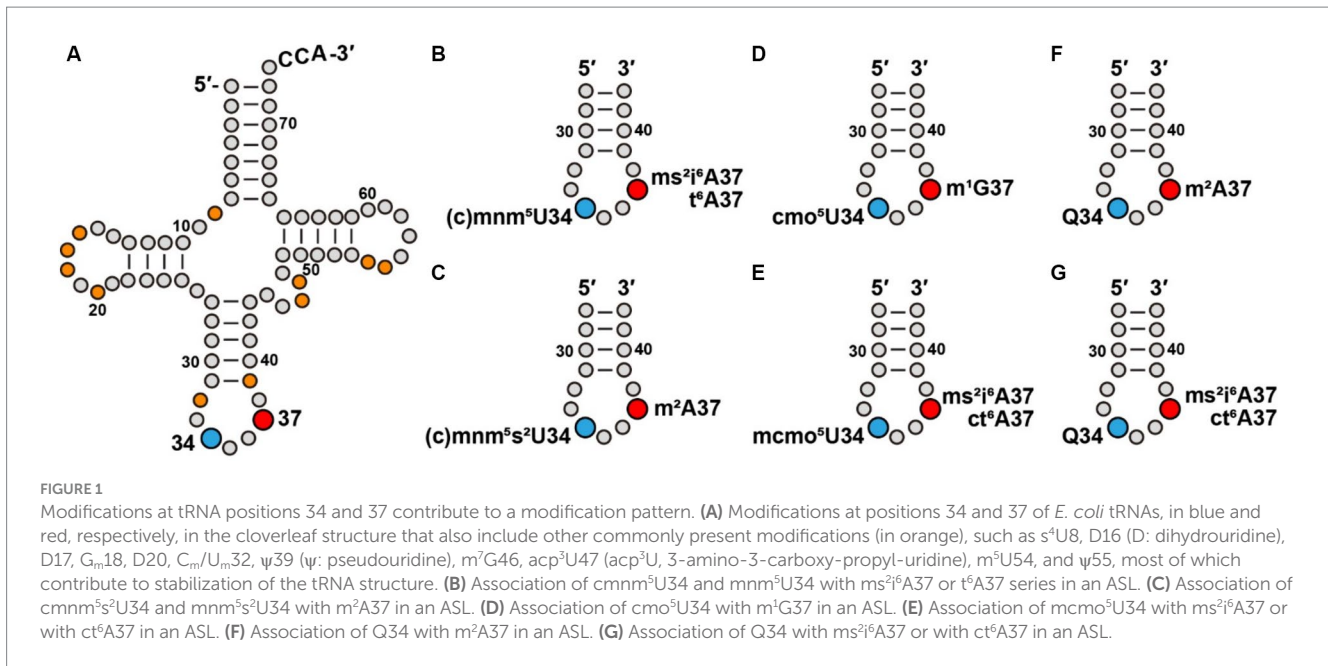 A
CCA-3′
5′-
70
60
10
50
20
30
40
34
37
B
5′ 3′
30
40
ms²i⁶A37
t⁶A37
(c)mnm⁵U34
D
5′ 3′
30
40
m¹G37
cmo⁵U34
F
5′ 3′
30
40
m²A37
Q34
C
5′ 3′
30
40
m²A37
(c)mnm⁵s²U34
E
5′ 3′
30
40
ms²i⁶A37
ct⁶A37
mcmo⁵U34
G
5′ 3′
30
40
ms²i⁶A37
ct⁶A37
Q34
FIGURE 1
Modifications at tRNA positions 34 and 37 contribute to a modification pattern. (A) Modifications at positions 34 and 37 of E. coli tRNAs, in blue and
red, respectively, in the cloverleaf structure that also include other commonly present modifications (in orange), such as s⁴U8, D16 (D: dihydrouridine),
D17, Gₘ18, D20, Cₘ/Uₘ32, ψ39 (ψ: pseudouridine), m⁷G46, acp³U47 (acp³U, 3-amino-3-carboxy-propyl-uridine), m⁵U54, and ψ55, most of which
contribute to stabilization of the tRNA structure. (B) Association of cmnm⁵U34 and mnm⁵U34 with ms²i⁶A37 or t⁶A37 series in an ASL. (C) Association of
cmnm⁵s²U34 and mnm⁵s²U34 with m²A37 in an ASL. (D) Association of cmo⁵U34 with m¹G37 in an ASL. (E) Association of mcmo⁵U34 with ms²i⁶A37 or
with ct⁶A37 in an ASL. (F) Association of Q34 with m²A37 in an ASL. (G) Association of Q34 with ms²i⁶A37 or with ct⁶A37 in an ASL.